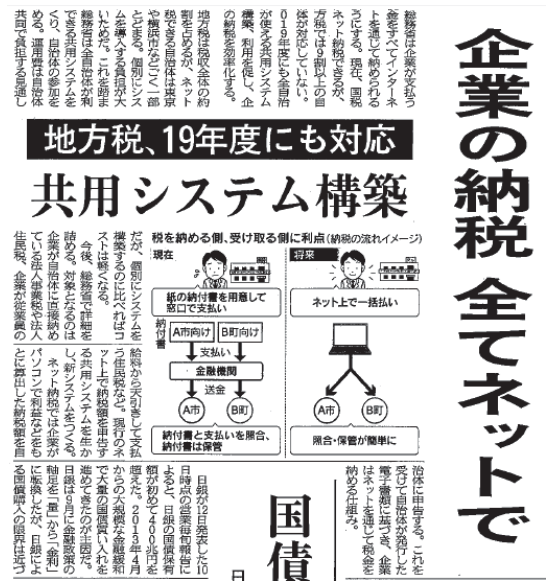 企業の納税 全てネットで
地方税、19年度にも対応
共用システム構築
総務省は企業が支払う
金をすべてインターネ
トを通じて納められる
うにする。現在、国税
ネット納税できるが、
方税では9割以上の自
体が対応していない。
019年度にも全自治
が使える共用システム
構築、利用を促し、企
の納税を効率化する。
地方税は税収全体の約
割を占めるが、ネット
税できる自治体は東京
や横浜市などごく一部
とどまる。個別にシス
ムを導入する負担が大
いためだ。これを踏ま
総務省は全自治体が利
できる共用システムを
くり、自治体の参加を
める。運用費は自治体
共同で負担する見通し
だが、個別にシステムを
構築するのに比べればコ
ストは軽くなる。
今後、総務省で詳細を
詰める。対象となるのは
企業が自治体に直接納め
ている法人事業税や法人
住民税、企業が従業員の
給料から天引きして支払
う住民税など。現行のネ
ット上で納税額を申告す
る共用システムを生か
し、新システムをつくる。
ネット納税では企業が
パソコンで利益などをも
とに算出した納税額を自
治体に申告する。これを
受けて自治体が発行した
電子書類に基づき、企業
はネットを通じて税金を
納める仕組み。
税を納める側、受け取る側に利点(納税の流れイメージ)
現在
紙の納付書を用意して
窓口で支払い
納付書
A市向け
B町向け
支払い
金融機関
送金
A市
B町
納付書と支払いを照合、
納付書は保管
将来
ネット上で一括払い
A市
B町
照合・保管が簡単に
国債
日
日銀が12日発表した10
日時点の営業毎旬報告に
よると、日銀の国債保有
額が初めて400兆円を
超えた。2013年4月
からの大規模な金融緩和
で大量の国債買い入れを
進めてきたのが主因だ。
日銀は9月に金融政策の
軸足を「量」から「金利」
に転換したが、日銀によ
る国債購入の限界は近づ